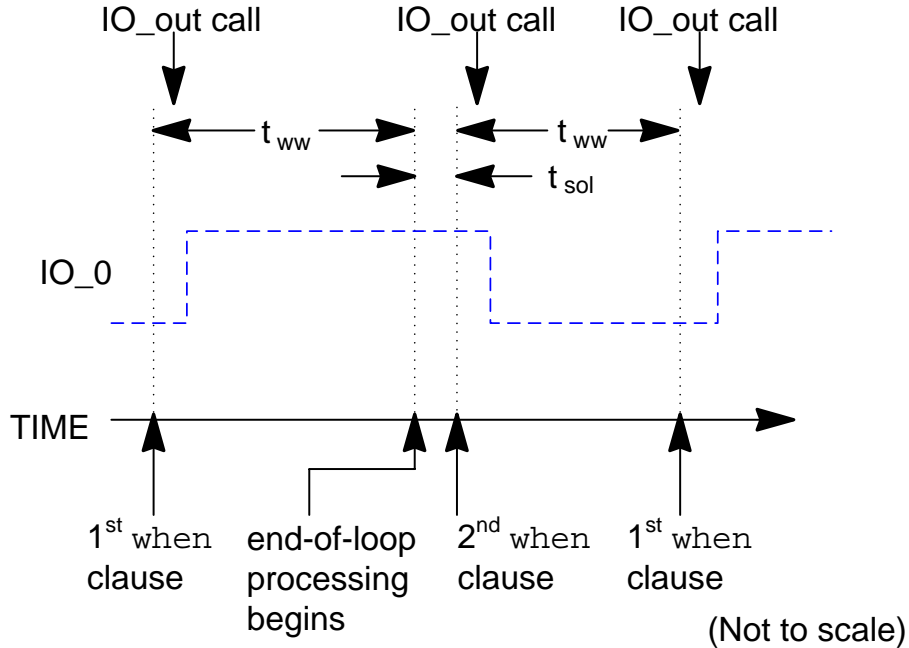 IO_out call IO_out call IO_out call
t ww t ww
t sol
IO_0
TIME
1st when clause
end-of-loop
processing
begins
2nd when
clause
1st when
clause
(Not to scale)